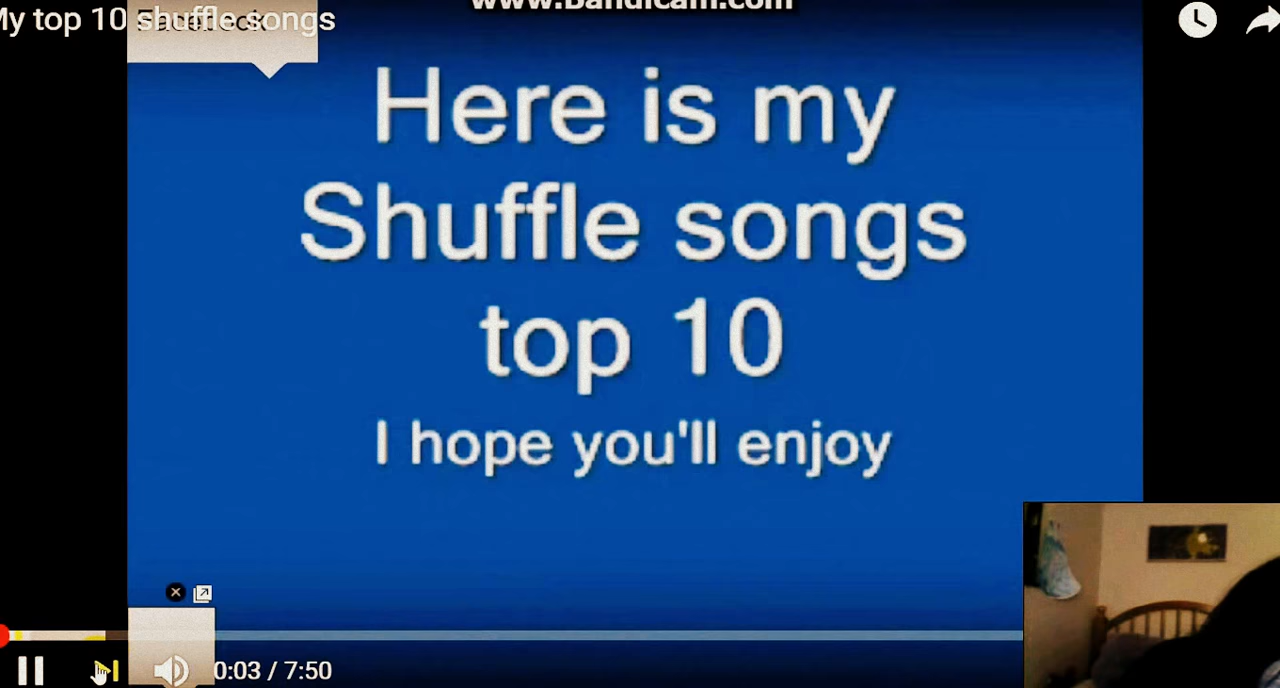 www.Bandicam.com
My top 10 shuffle songs
Facebook
Here is my
Shuffle songs
top 10
I hope you'll enjoy
0:03 / 7:50